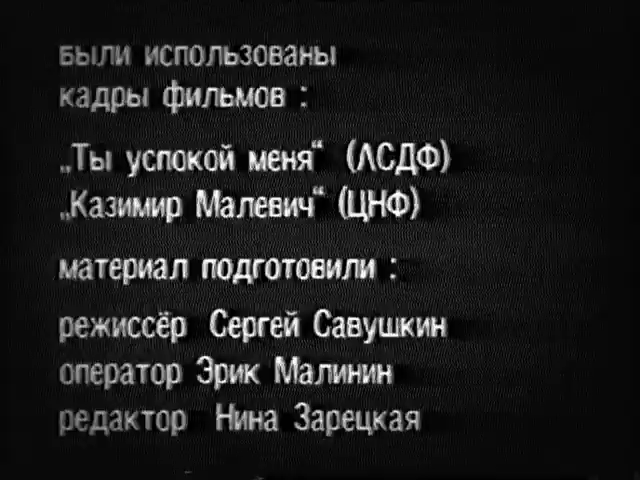 были использованы
кадры фильмов :
„Ты успокой меня“ (ЛСДФ)
„Казимир Малевич“ (ЦНФ)
материал подготовили :
режиссёр Сергей Савушкин
оператор Эрик Малинин
редактор Нина Зарецкая